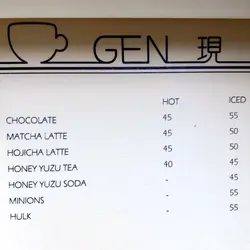 GEN 現
HOT ICED
CHOCOLATE 45 55
MATCHA LATTE 45 50
HOJICHA LATTE 45 50
HONEY YUZU TEA 40 45
HONEY YUZU SODA - 45
MINIONS - 55
HULK - 55